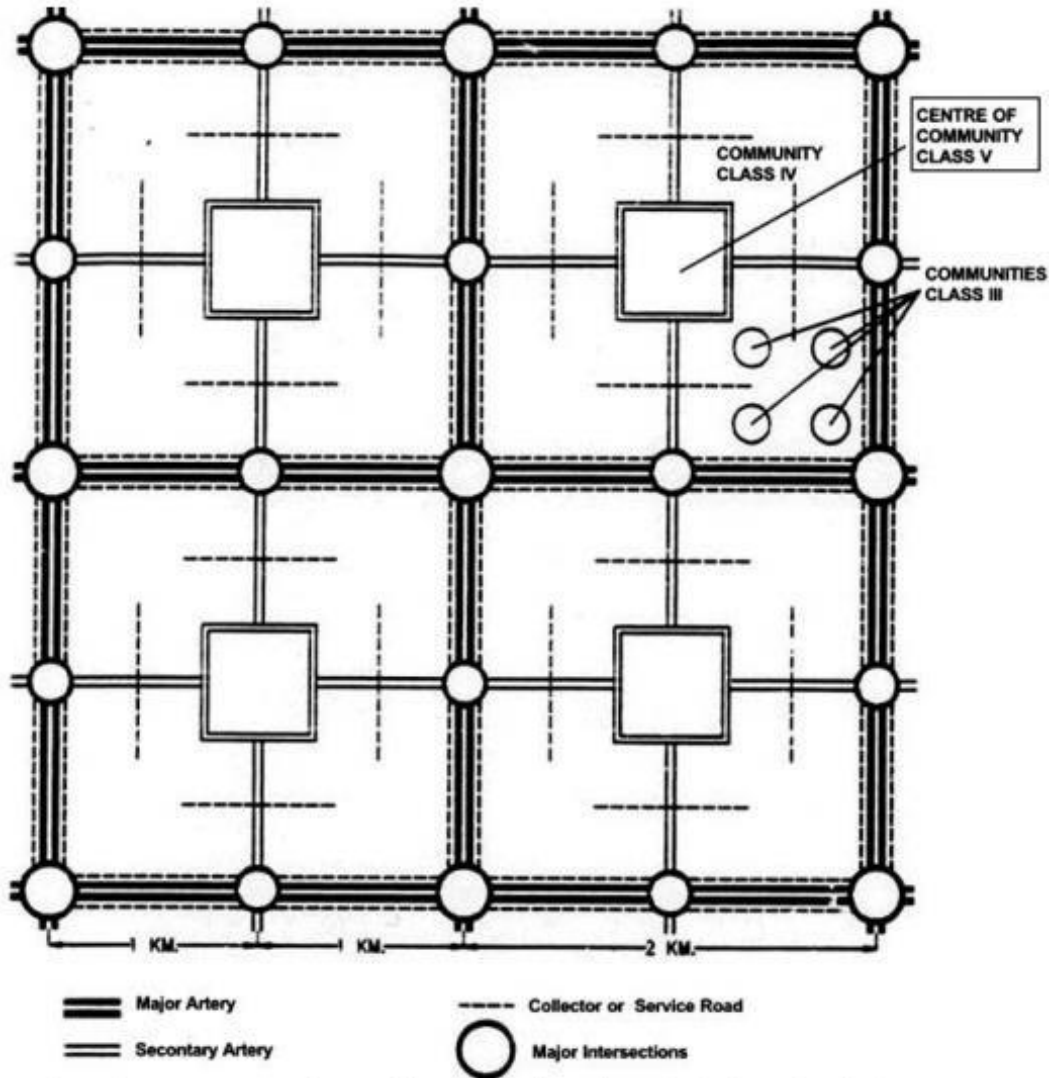 CENTRE OF
COMMUNITY
CLASS V
COMMUNITY
CLASS IV
COMMUNITIES
CLASS III
1 KM.
1 KM.
2 KM.
Major Artery
Collector or Service Road
Secontary Artery
Major Intersections